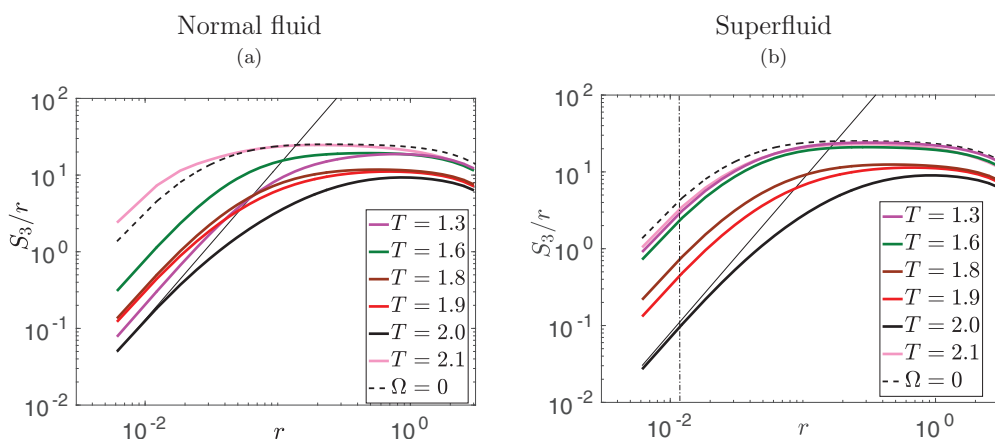 Normal fluid
(a)
10^2
10^1
10^0
10^-1
10^-2
S_3/r
10^-2
r
10^0
T = 1.3
T = 1.6
T = 1.8
T = 1.9
T = 2.0
T = 2.1
Ω = 0
Superfluid
(b)
10^2
10^1
10^0
10^-1
10^-2
S_3/r
10^-2
10^-1
r
10^0
T = 1.3
T = 1.6
T = 1.8
T = 1.9
T = 2.0
T = 2.1
Ω = 0